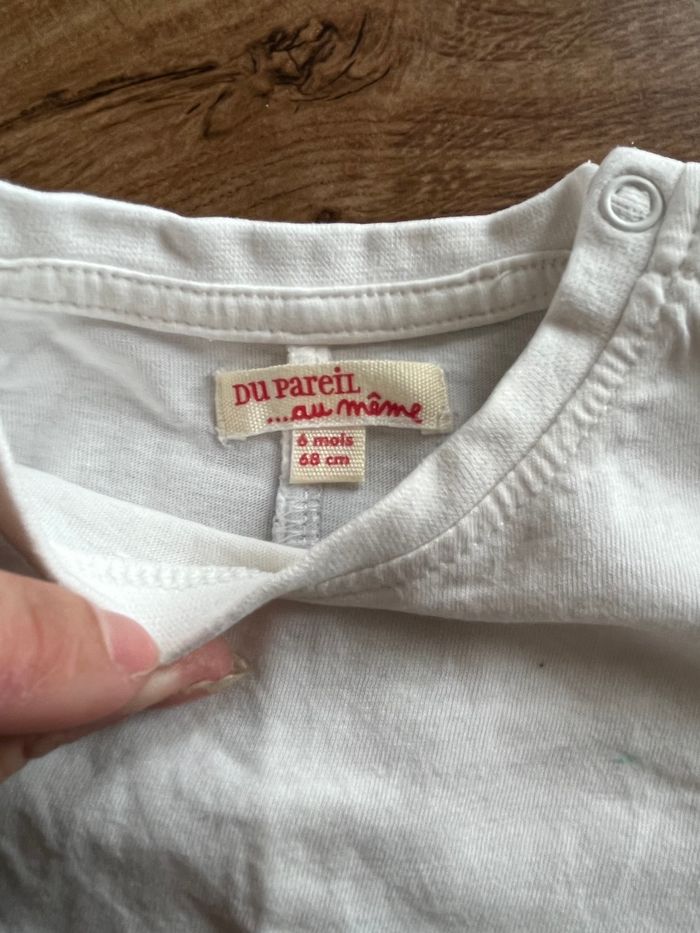 DU PAREIL
...au même
6 mois
68 cm